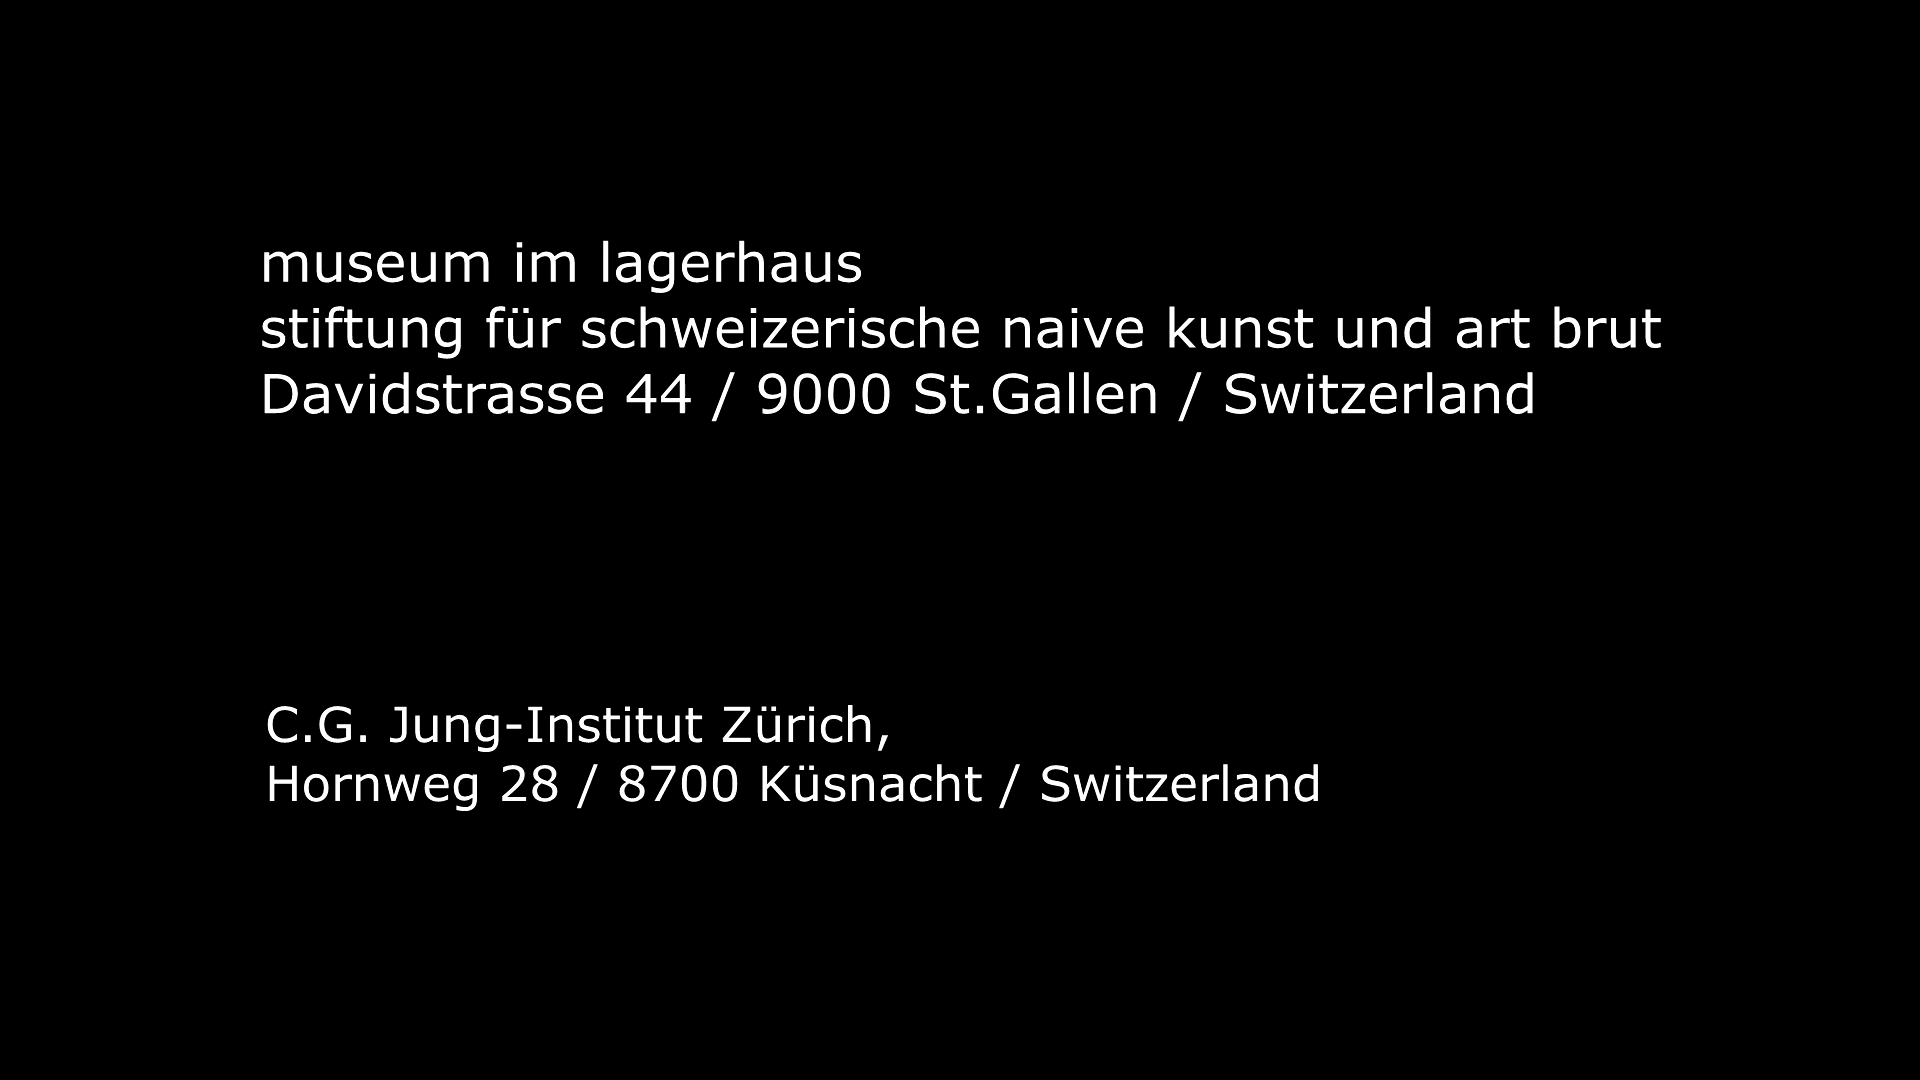 museum im lagerhaus
stiftung für schweizerische naive kunst und art brut
Davidstrasse 44 / 9000 St.Gallen / Switzerland
C.G. Jung-Institut Zürich,
Hornweg 28 / 8700 Küsnacht / Switzerland